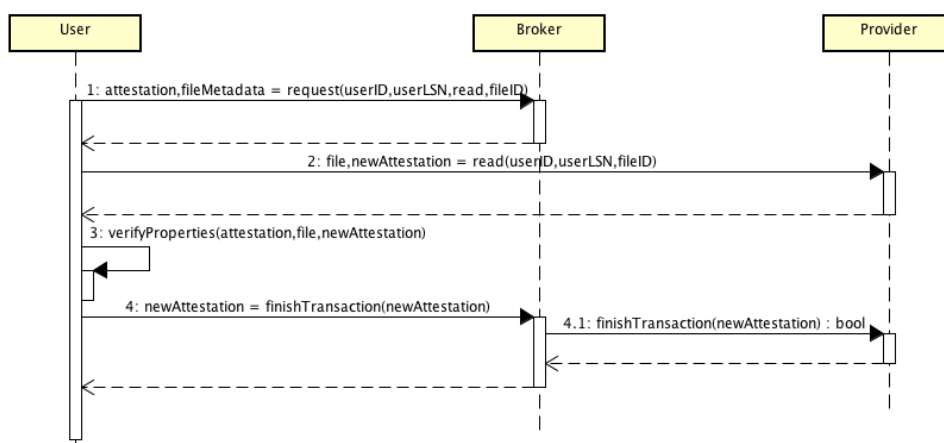 User
Broker
Provider
1: attestation,fileMetadata = request(userID,userLSN,read,fileID)
2: file,newAttestation = read(userID,userLSN,fileID)
3: verifyProperties(attestation,file,newAttestation)
4: newAttestation = finishTransaction(newAttestation)
4.1: finishTransaction(newAttestation) : bool